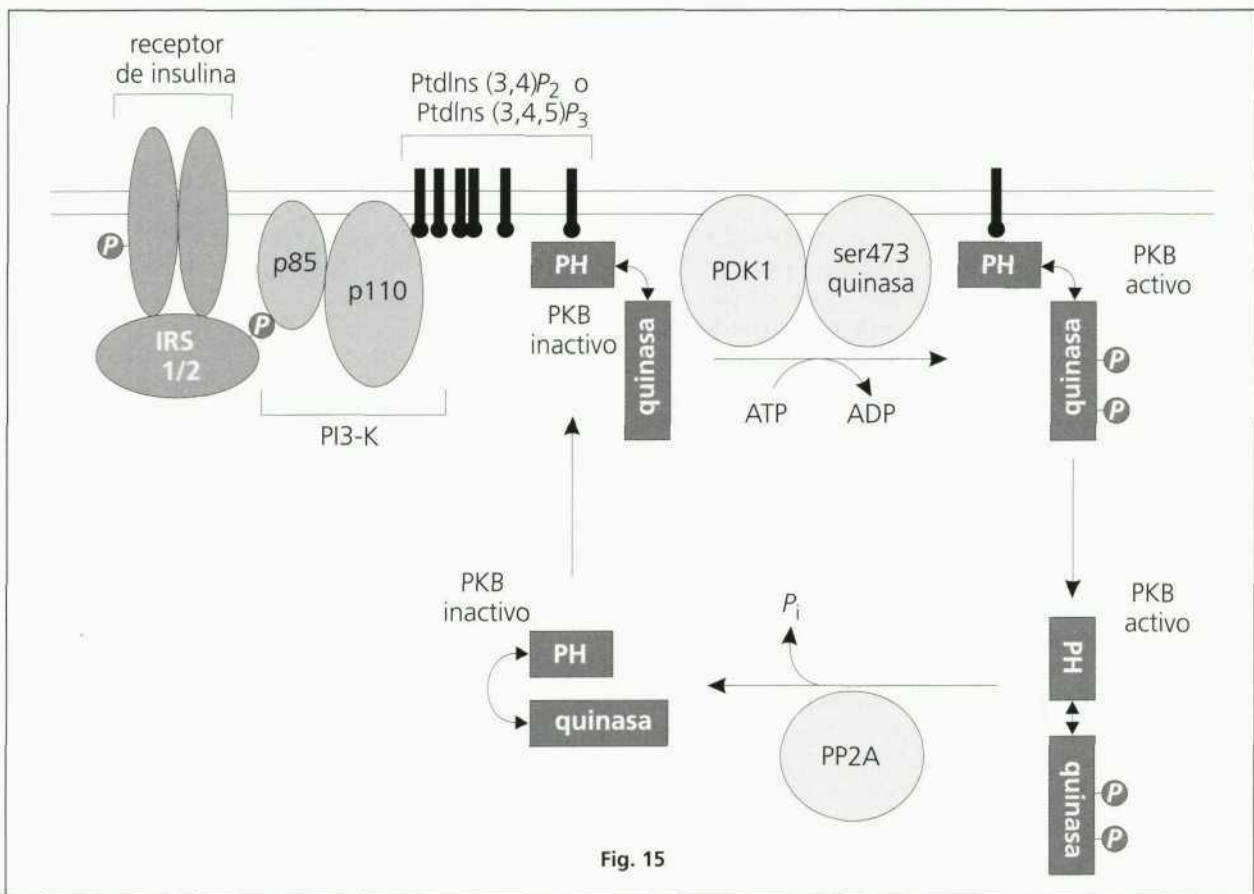 receptor
de insulina
PtdIns (3,4)P2 o
PtdIns (3,4,5)P3
P
p85
p110
P
IRS
1/2
PI3-K
PH
PKB
inactivo
quinasa
PDK1
ser473
quinasa
ATP
ADP
PH
PKB
activo
quinasa
P
P
PKB
inactivo
PH
quinasa
Pi
PP2A
PKB
activo
PH
quinasa
P
P
Fig. 15